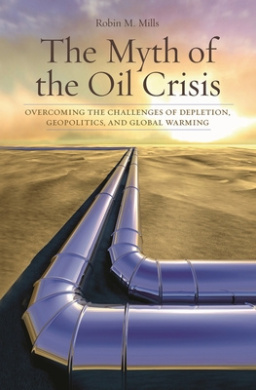 Robin M. Mills
The Myth of
the Oil Crisis
OVERCOMING THE CHALLENGES OF DEPLETION,
GEOPOLITICS, AND GLOBAL WARMING